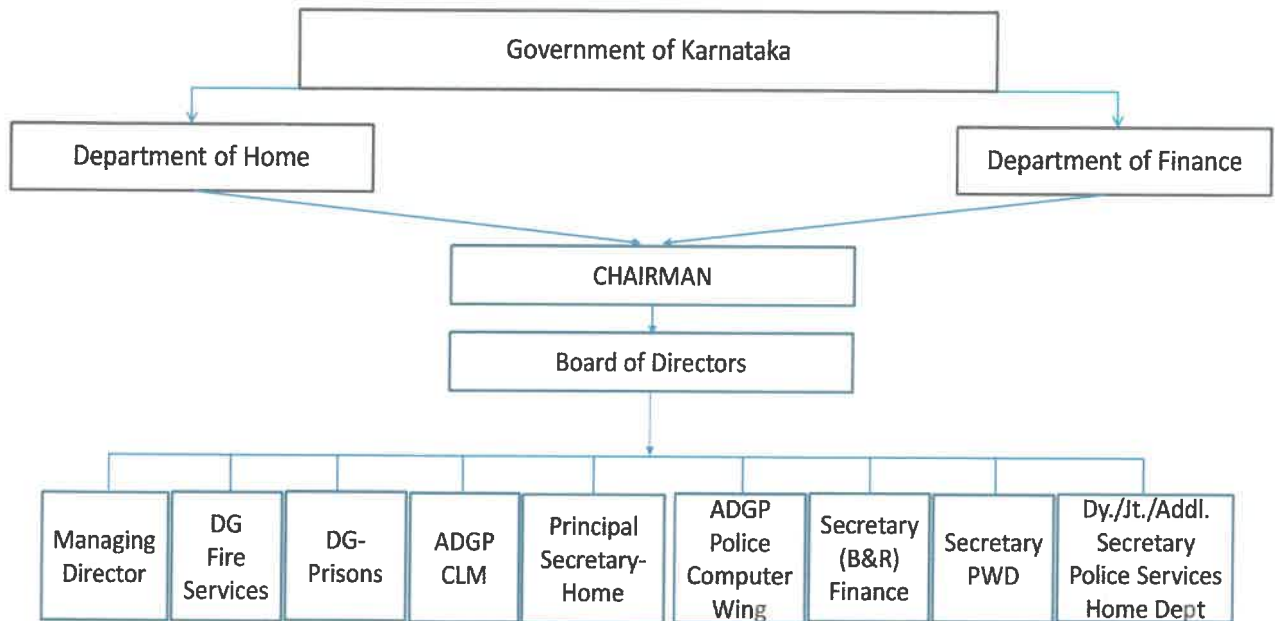 Government of Karnataka
Department of Home
Department of Finance
CHAIRMAN
Board of Directors
Managing
Director
DG
Fire
Services
DG-
Prisons
ADGP
CLM
Principal
Secretary-
Home
ADGP
Police
Computer
Wing
Secretary
(B&R)
Finance
Secretary
PWD
Dy./Jt./Addl.
Secretary
Police Services
Home Dept